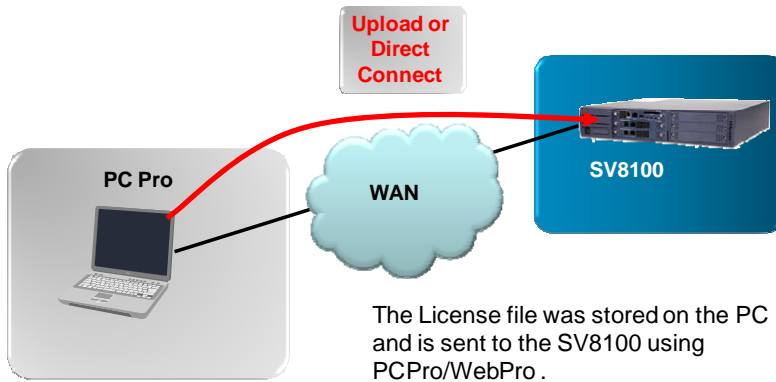 Upload or
Direct
Connect
PC Pro
WAN
SV8100
The License file was stored on the PC
and is sent to the SV8100 using
PCPro/WebPro .